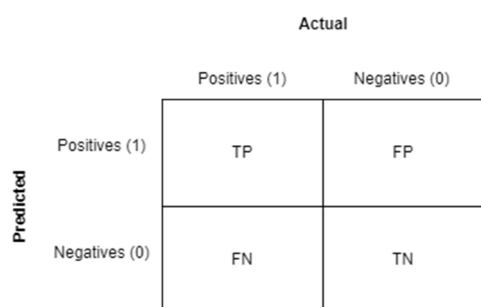 Actual
Positives (1) Negatives (0)
Predicted
Positives (1) TP FP
Negatives (0) FN TN